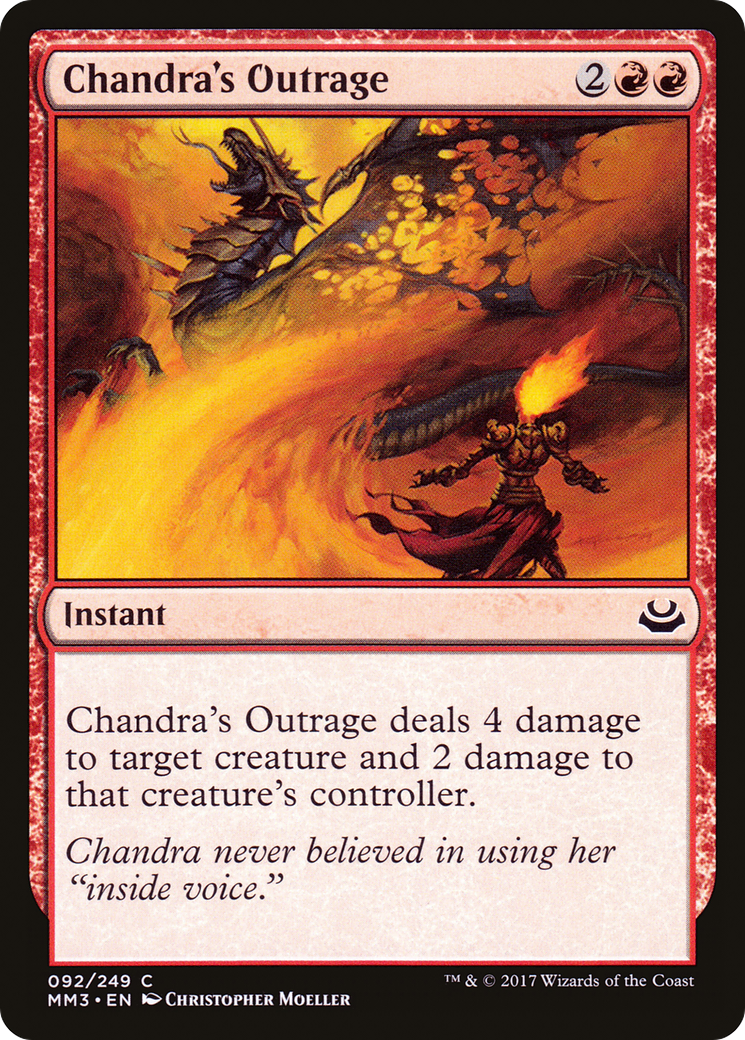 Chandra's Outrage 2
Instant
Chandra's Outrage deals 4 damage
to target creature and 2 damage to
that creature's controller.
Chandra never believed in using her
“inside voice.”
092/249 C
MM3 • EN Christopher Moeller
™ & © 2017 Wizards of the Coast